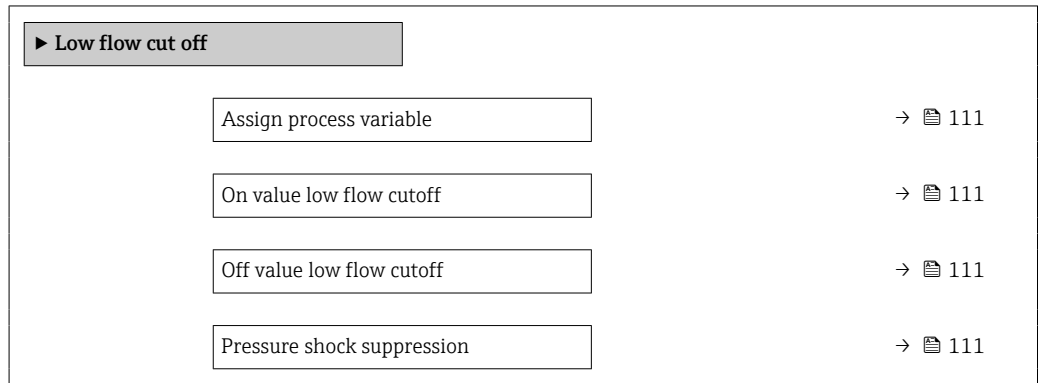 ► Low flow cut off
Assign process variable → 🖹 111
On value low flow cutoff → 🖹 111
Off value low flow cutoff → 🖹 111
Pressure shock suppression → 🖹 111